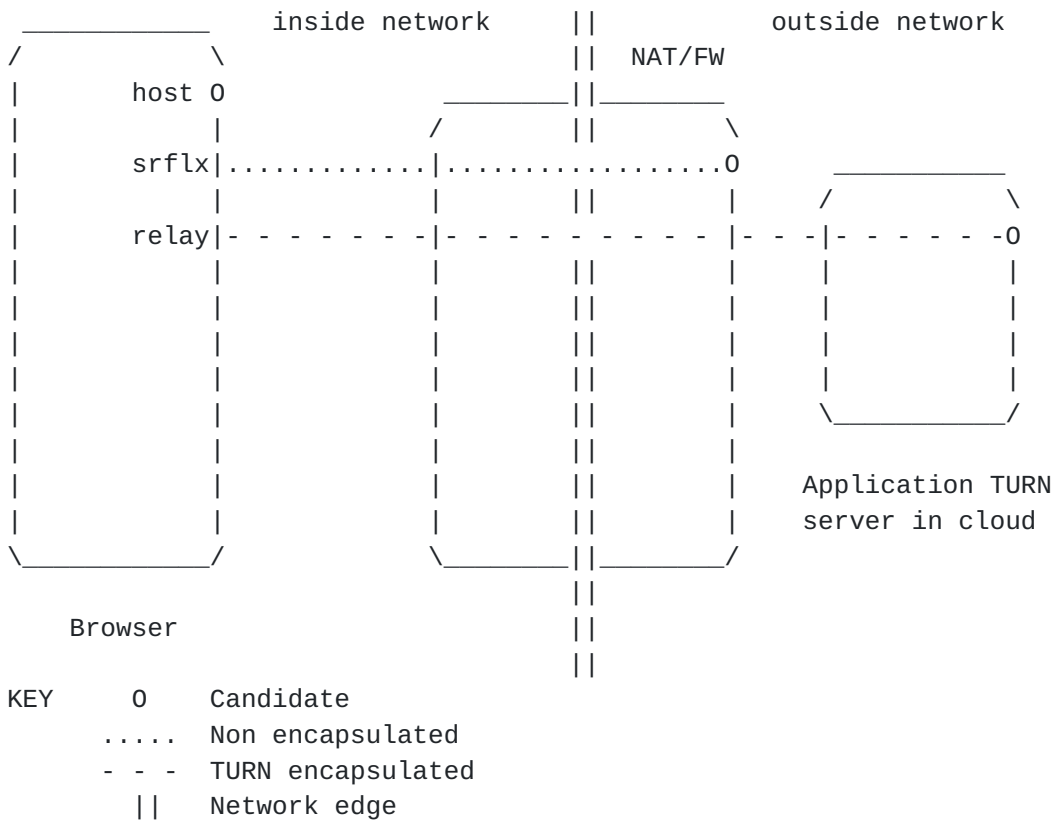 inside network || outside network
|| NAT/FW
host O
srflx|.............|..................O
relay|- - - - - - -|- - - - - - - - - |- - -|- - - - - -O
Application TURN
server in cloud
Browser
KEY O Candidate
..... Non encapsulated
- - - TURN encapsulated
|| Network edge